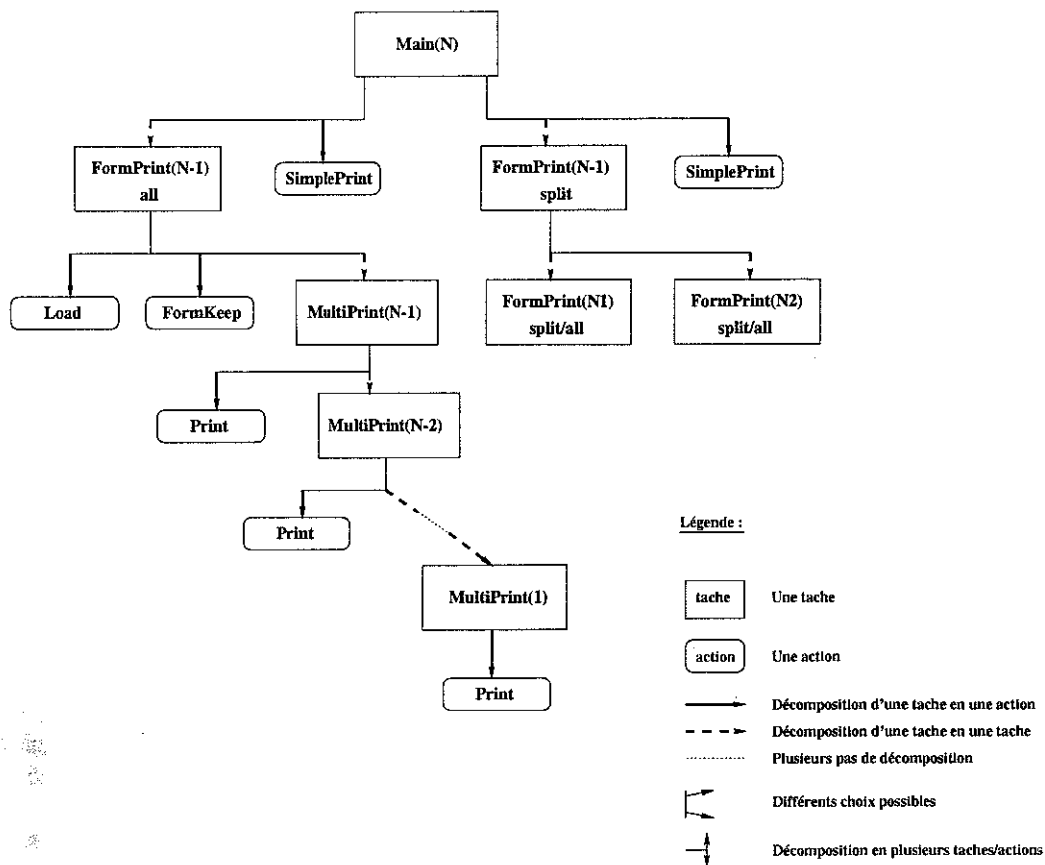 Main(N)
FormPrint(N-1)
all
SimplePrint
FormPrint(N-1)
split
SimplePrint
Load
FormKeep
MultiPrint(N-1)
FormPrint(N1)
split/all
FormPrint(N2)
split/all
Print
MultiPrint(N-2)
Print
MultiPrint(1)
Print
Légende :
tache Une tache
action Une action
Décomposition d'une tache en une action
Décomposition d'une tache en une tache
Plusieurs pas de décomposition
Différents choix possibles
Décomposition en plusieurs taches/actions